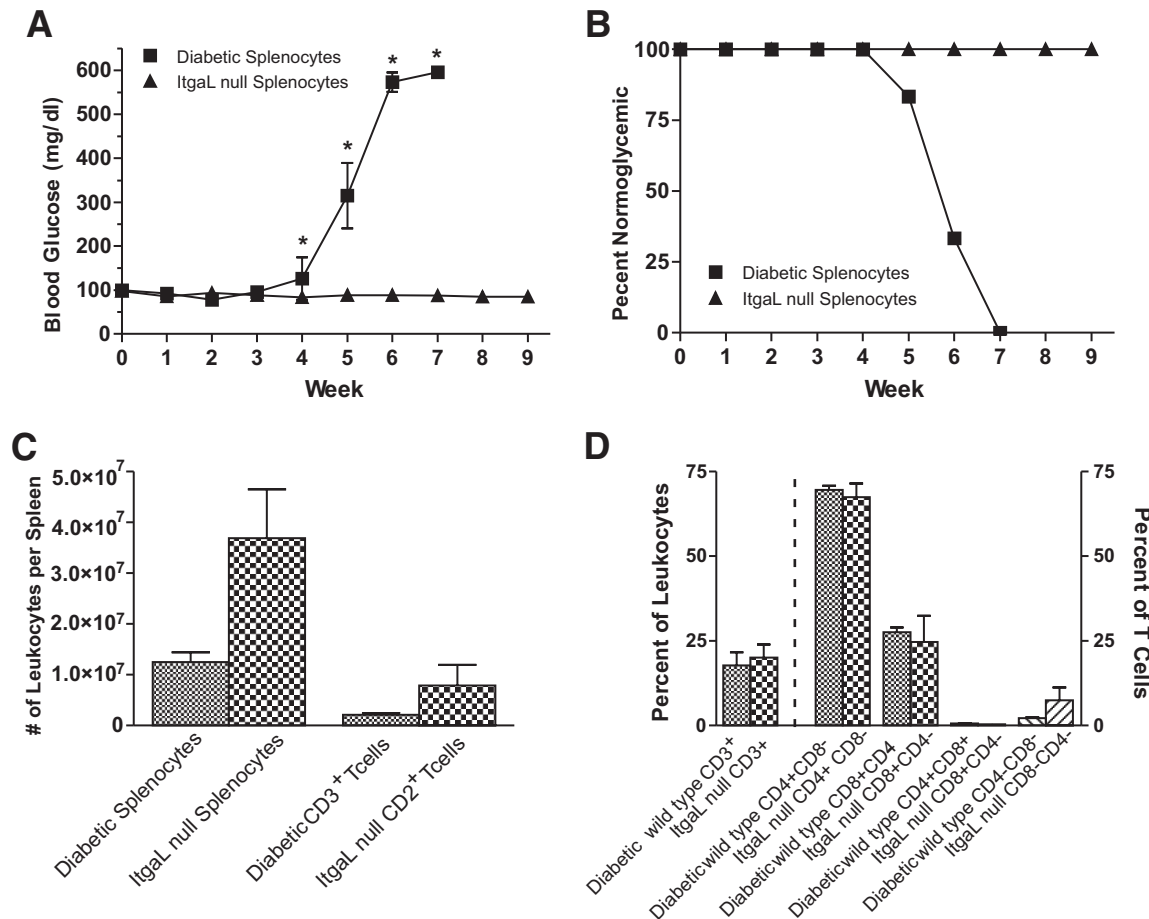 A
Blood Glucose (mg/dl)
600
500
400
300
200
100
0
Diabetic Splenocytes
ItgaL null Splenocytes
*
*
*
*
0 1 2 3 4 5 6 7 8 9
Week
B
Pecent Normoglycemic
100
75
50
25
0
Diabetic Splenocytes
ItgaL null Splenocytes
0 1 2 3 4 5 6 7 8 9
Week
C
# of Leukocytes per Spleen
5.0×10⁷
4.0×10⁷
3.0×10⁷
2.0×10⁷
1.0×10⁷
0
Diabetic Splenocytes
ItgaL null Splenocytes
Diabetic CD3⁺ Tcells
ItgaL null CD2⁺ Tcells
D
Percent of Leukocytes
75
50
25
0
Diabetic wild type CD3+
ItgaL null CD3+
Diabetic wild type CD4+CD8-
ItgaL null CD4+ CD8-
Diabetic wild type CD8+CD4
ItgaL null CD8+CD4-
Diabetic wild type CD4+CD8+
ItgaL null CD8+CD4-
Diabetic wild type CD4-CD8-
ItgaL null CD8-CD4-
75
50
25
0
Percent of T Cells